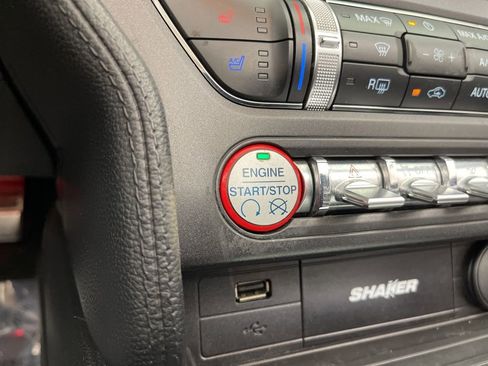 MAX
MAX A/C
A/C
A/C
R
AUTO
ENGINE
START/STOP
SHAKER